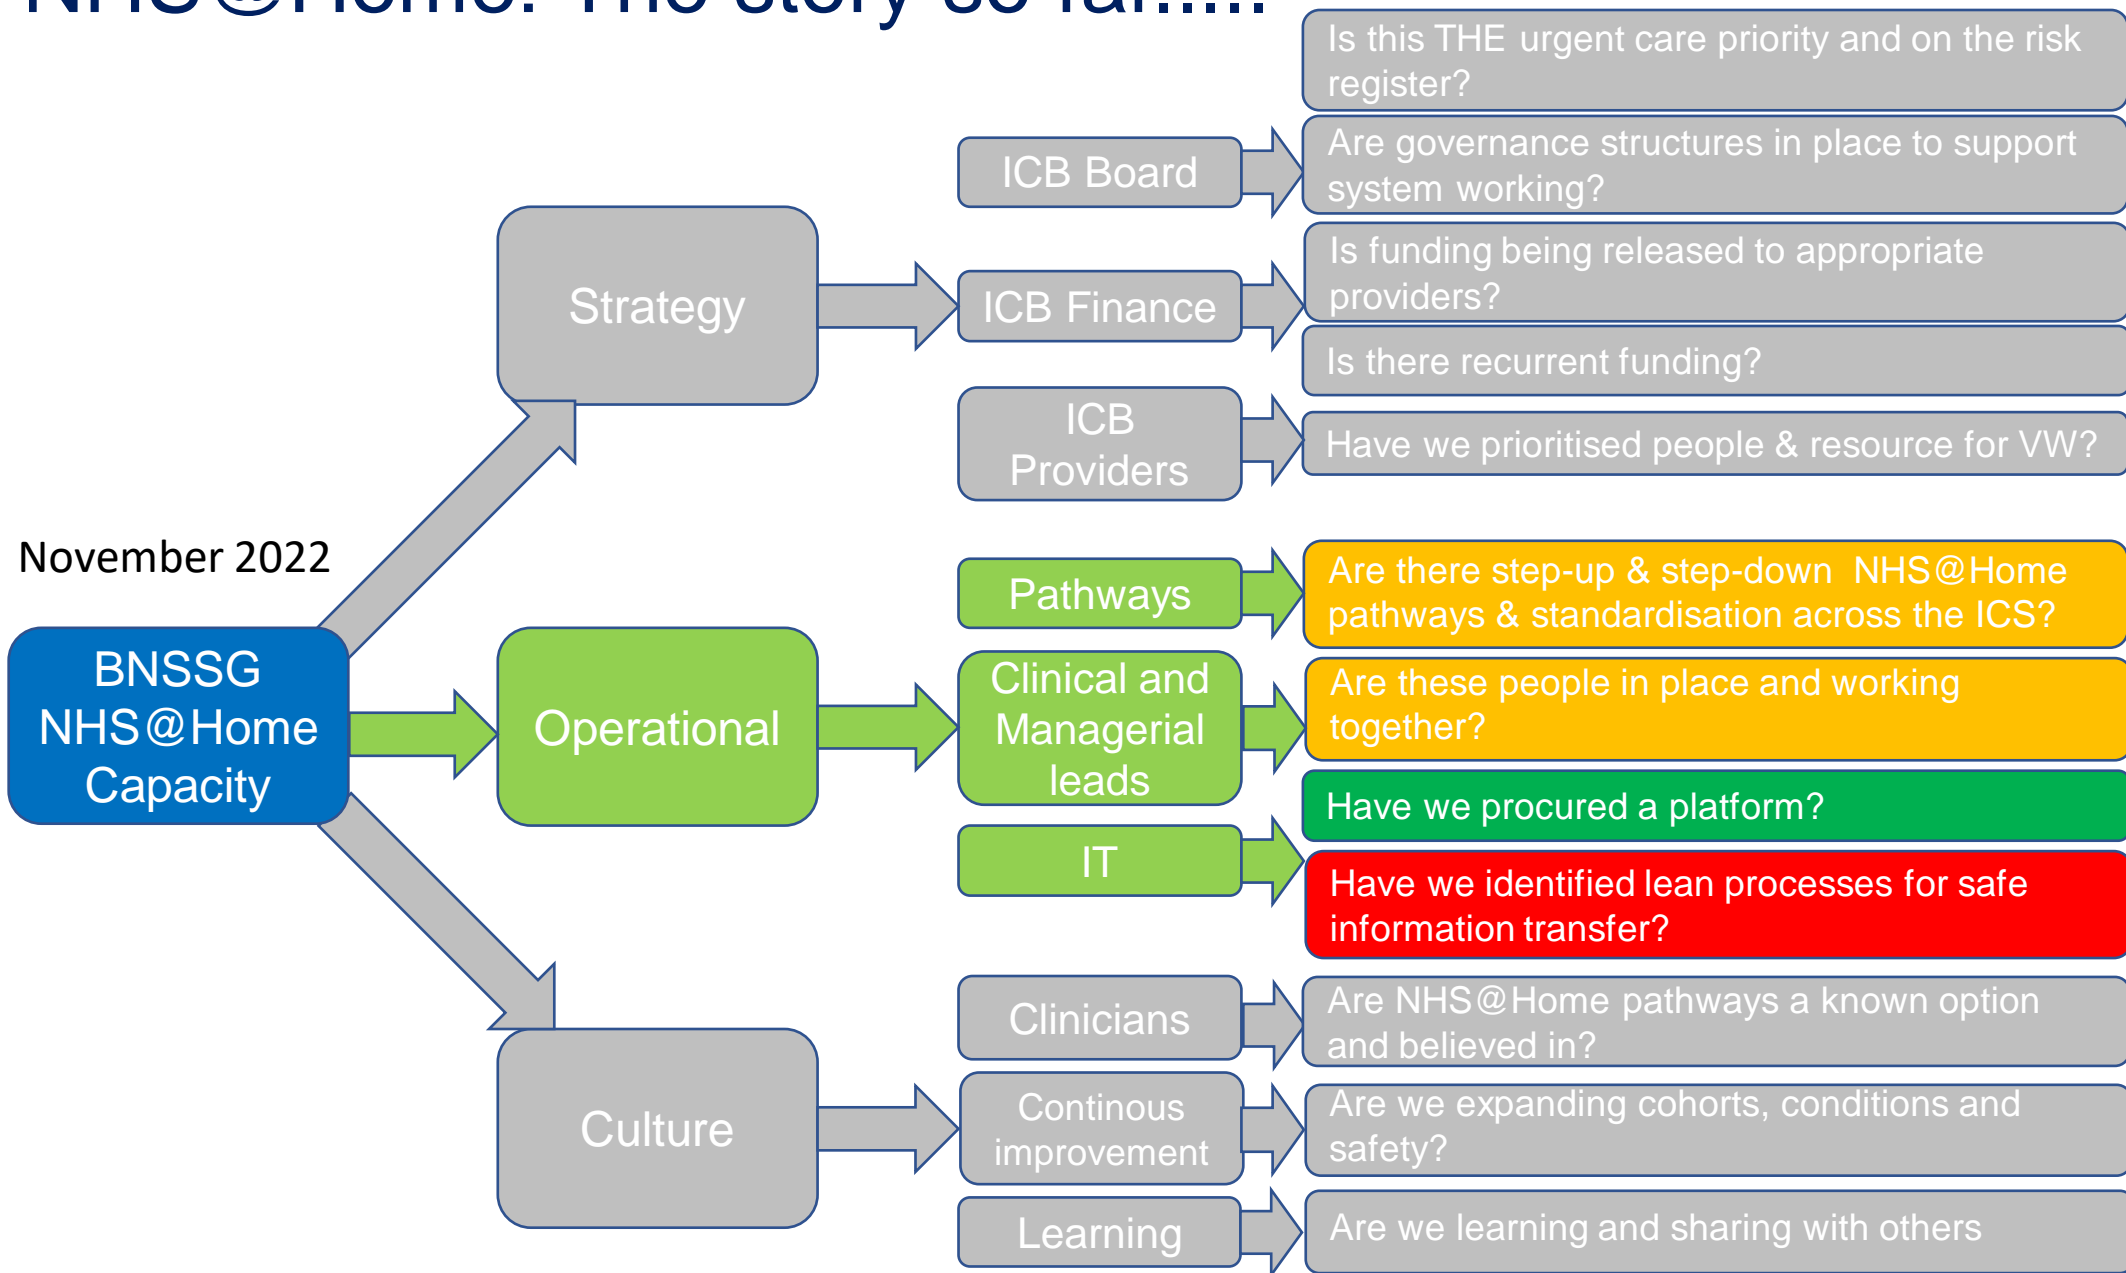 NHS@Home: The story so far.....
Is this THE urgent care priority and on the risk
register?
ICB Board
Are governance structures in place to support
system working?
Strategy
ICB Finance
Is funding being released to appropriate
providers?
Is there recurrent funding?
ICB
Providers
Have we prioritised people & resource for VW?
November 2022
BNSSG
NHS@Home
Capacity
Operational
Pathways
Are there step-up & step-down NHS@Home
pathways & standardisation across the ICS?
Clinical and
Managerial
leads
Are these people in place and working
together?
IT
Have we procured a platform?
Have we identified lean processes for safe
information transfer?
Culture
Clinicians
Are NHS@Home pathways a known option
and believed in?
Continous
improvement
Are we expanding cohorts, conditions and
safety?
Learning
Are we learning and sharing with others